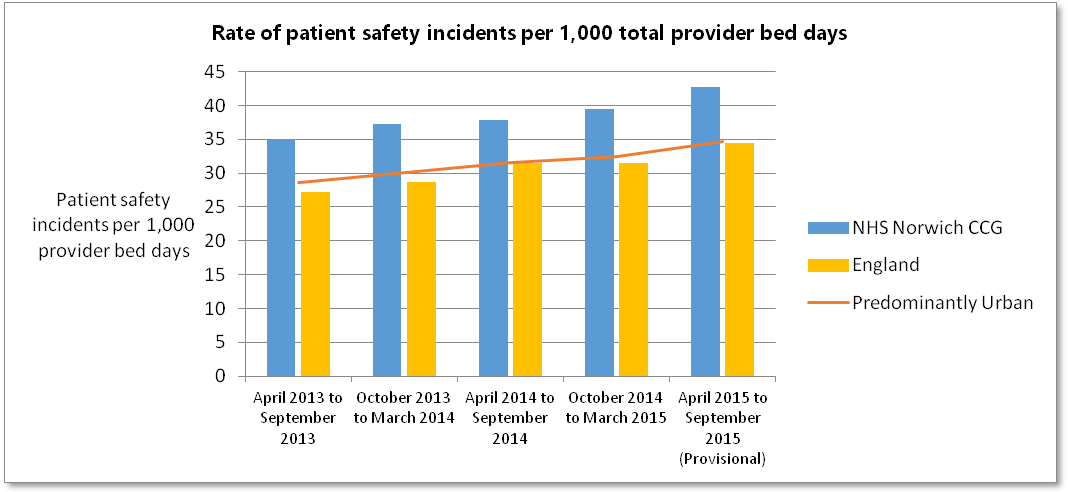 Rate of patient safety incidents per 1,000 total provider bed days
Patient safety
incidents per 1,000
provider bed days
45
40
35
30
25
20
15
10
5
0
April 2013 to
September
2013
October 2013
to March 2014
April 2014 to
September
2014
October 2014
to March 2015
April 2015 to
September
2015
(Provisional)
NHS Norwich CCG
England
Predominantly Urban